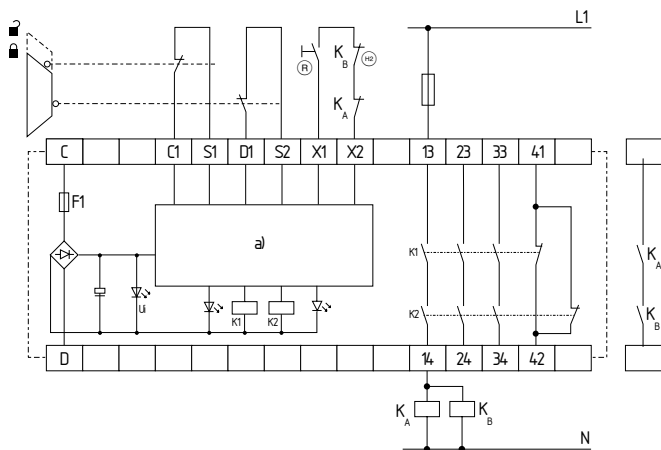 L1
K B
H2
R
K A
C C1 S1 D1 S2 X1 X2 13 23 33 41
F1
a)
K1
K A
Ui
K1 K2
K2
K B
D 14 24 34 42
K A K B
N